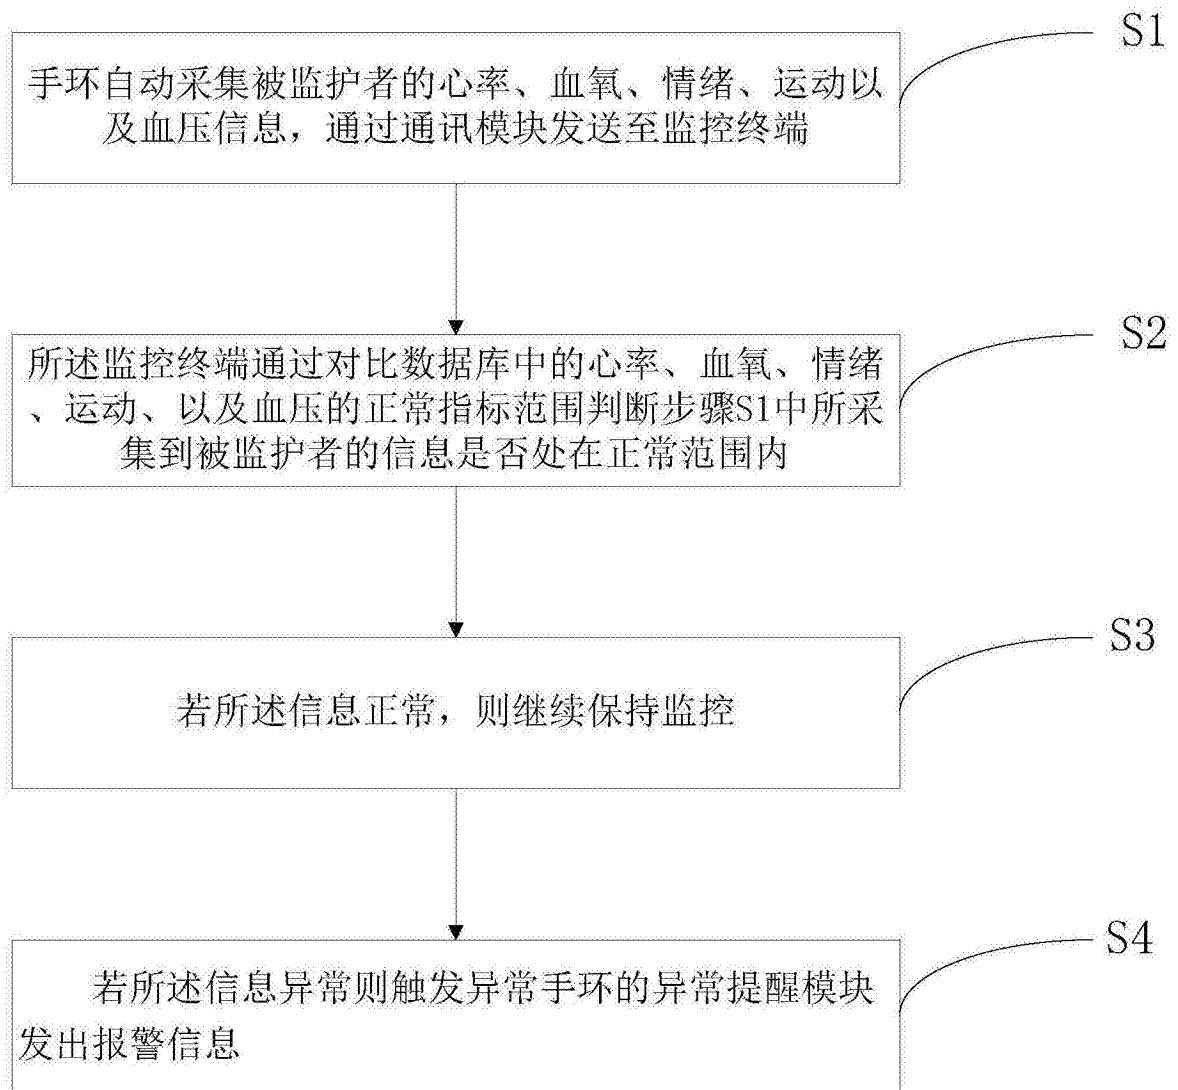 S1
手环自动采集被监护者的心率、血氧、情绪、运动以
及血压信息，通过通讯模块发送至监控终端
S2
所述监控终端通过对比数据库中的心率、血氧、情绪
、运动、以及血压的正常指标范围判断步骤S1中所采
集到被监护者的信息是否处在正常范围内
S3
若所述信息正常，则继续保持监控
S4
若所述信息异常则触发异常手环的异常提醒模块
发出报警信息